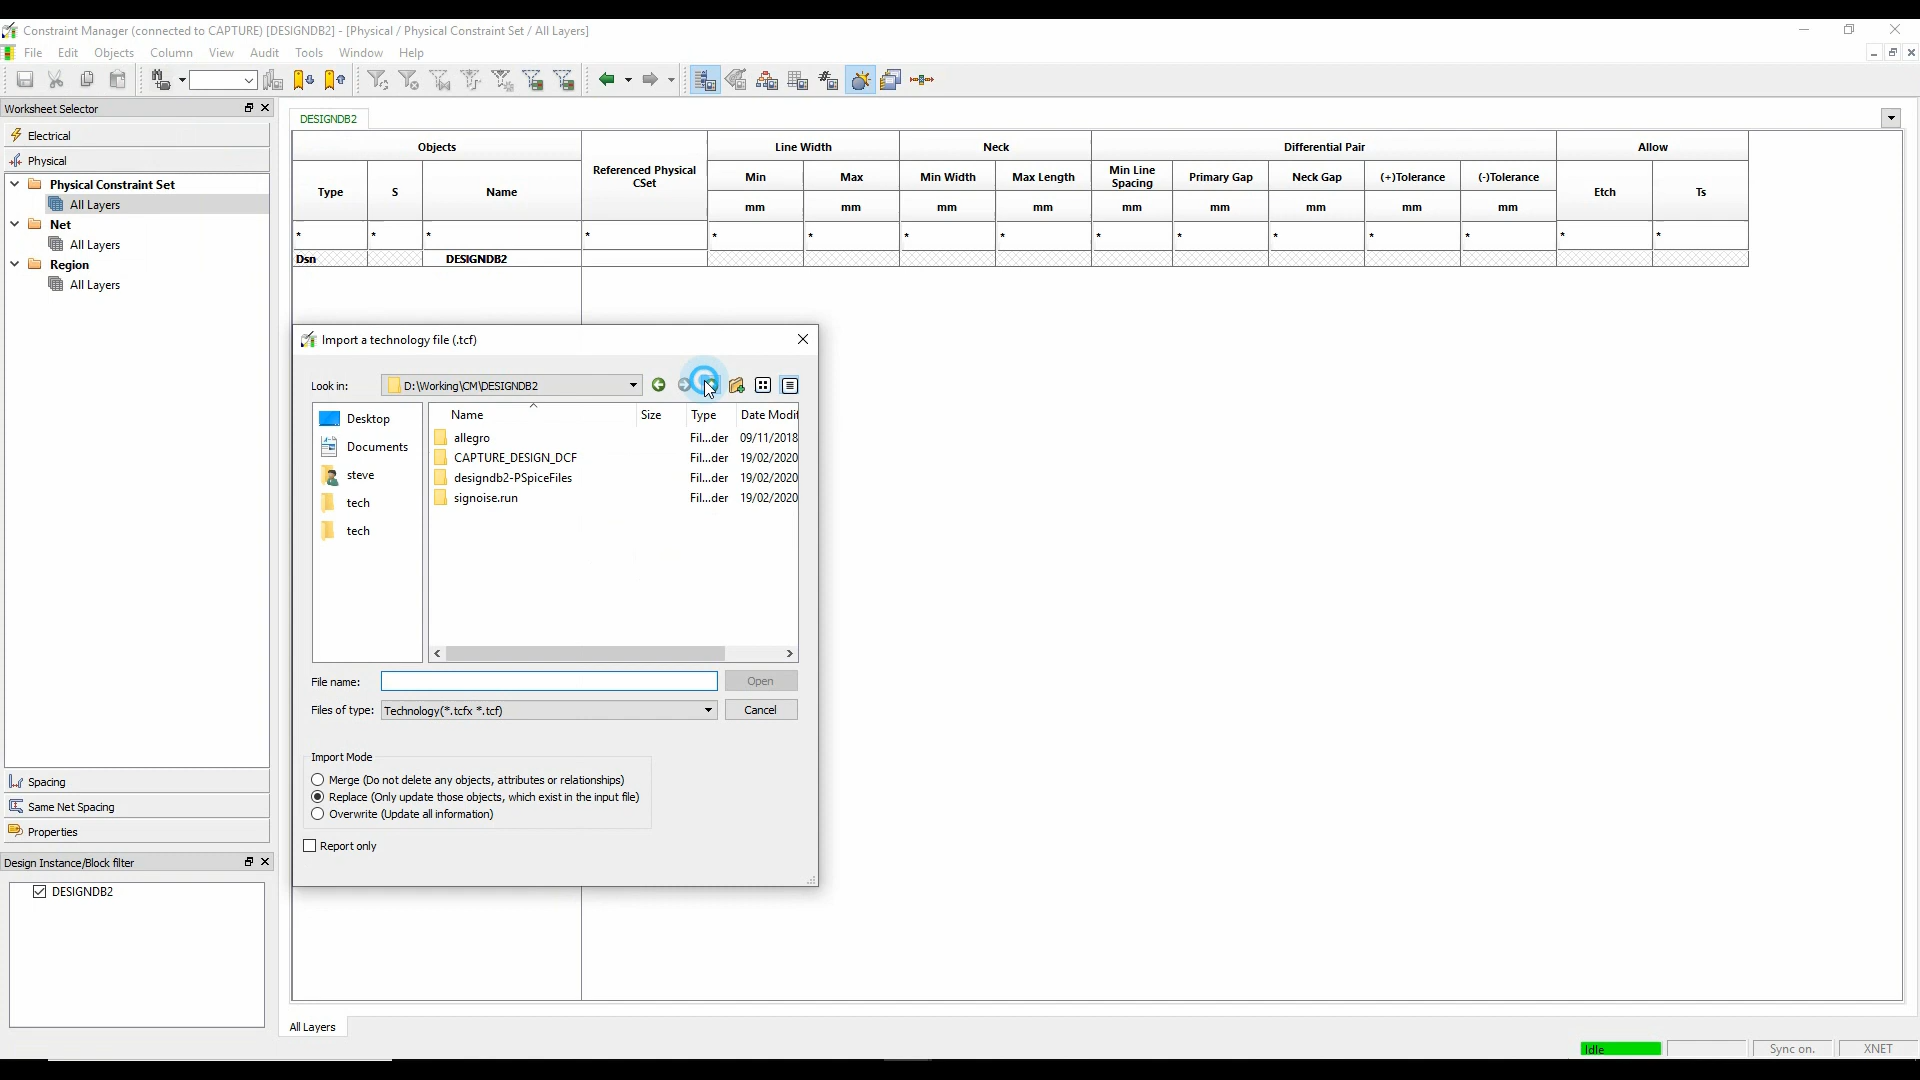 Constraint Manager (connected to CAPTURE) [DESIGNDB2] - [Physical / Physical Constraint Set / All Layers]
File Edit Objects Column View Audit Tools Window Help
Worksheet Selector
Electrical
Physical
Physical Constraint Set
All Layers
Net
All Layers
Region
All Layers
Spacing
Same Net Spacing
Properties
Design Instance/Block filter
DESIGNDB2
DESIGNDB2
Objects Referenced Physical CSet Line Width Neck Differential Pair Allow
Type S Name Min Max Min Width Max Length Min Line Spacing Primary Gap Neck Gap (+)Tolerance (-)Tolerance Etch Ts
mm mm mm mm mm mm mm mm mm
* * * * * * * * * * * * * * *
Dsn DESIGNDB2
Import a technology file (.tcf)
Look in: D:\Working\CM\DESIGNDB2
Desktop
Documents
steve
tech
tech
Name Size Type Date Modif
allegro Fil...der 09/11/2018
CAPTURE_DESIGN_DCF Fil...der 19/02/2020
designdb2-PSpiceFiles Fil...der 19/02/2020
signoise.run Fil...der 19/02/2020
File name: Open
Files of type: Technology(*.tcfx *.tcf) Cancel
Import Mode
Merge (Do not delete any objects, attributes or relationships)
Replace (Only update those objects, which exist in the input file)
Overwrite (Update all information)
Report only
All Layers
Idle Sync on. XNET